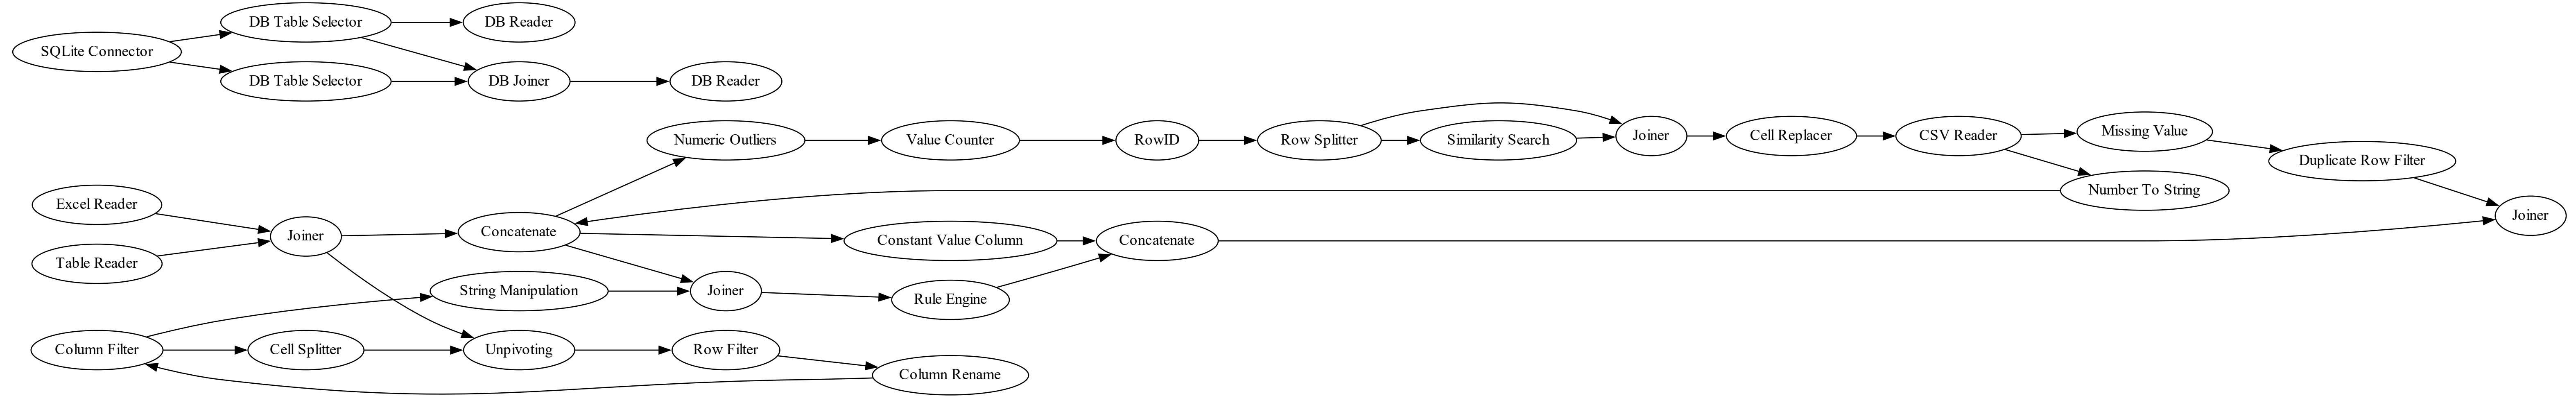 DB Table Selector
DB Reader
SQLite Connector
DB Table Selector
DB Joiner
DB Reader
Numeric Outliers
Value Counter
RowID
Row Splitter
Similarity Search
Joiner
Cell Replacer
CSV Reader
Missing Value
Duplicate Row Filter
Number To String
Excel Reader
Joiner
Concatenate
Constant Value Column
Concatenate
Joiner
Table Reader
String Manipulation
Joiner
Rule Engine
Column Filter
Cell Splitter
Unpivoting
Row Filter
Column Rename